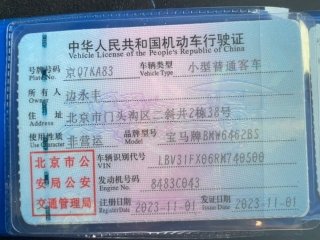 中华人民共和国机动车行驶证
Vehicle License of the People's Republic of China
号牌号码 京Q7KA83 车辆类型 小型普通客车
Plate No. Vehicle Type
所有人 边永丰
Owner
住址 北京市门头沟区二斜井2栋38号
Address
使用性质 非营运 品牌型号 宝马牌BMW6462BS
Use Character Model
车辆识别代号
VIN
北京市公
安局公安
交通管理局
发动机号码 8483C043
Engine No.
注册日期 2023-11-01 发证日期 2023-11-01
Register Date Issue Date